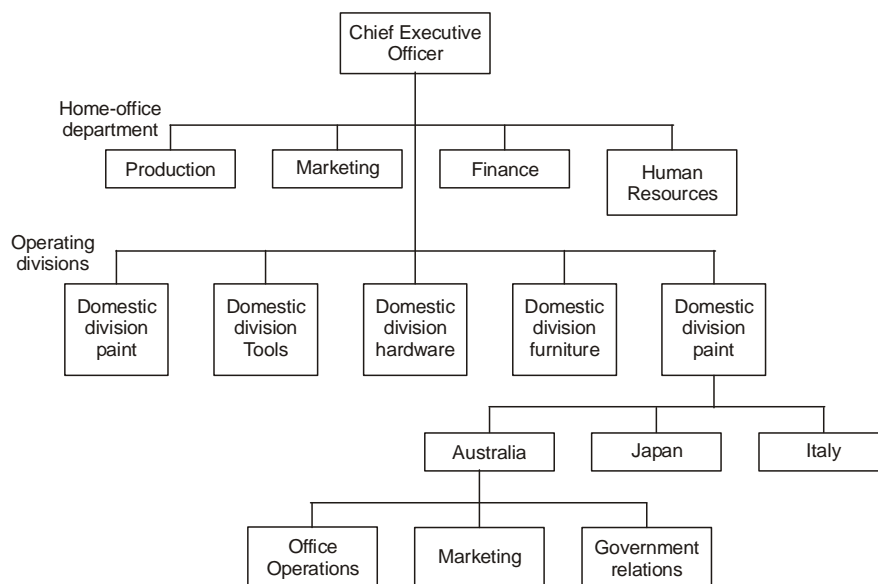 Chief Executive
Officer
Home-office
department
Production
Marketing
Finance
Human
Resources
Operating
divisions
Domestic
division
paint
Domestic
division
Tools
Domestic
division
hardware
Domestic
division
furniture
Domestic
division
paint
Australia
Japan
Italy
Office
Operations
Marketing
Government
relations